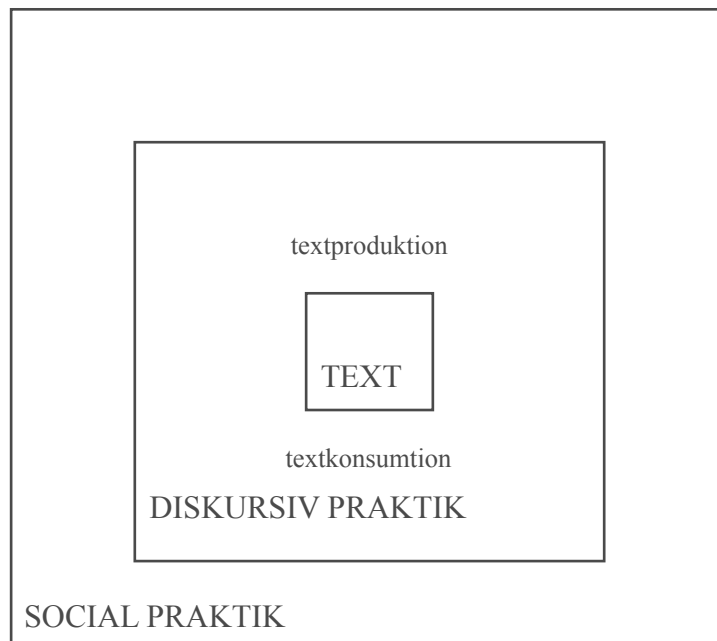 textproduktion
TEXT
textkonsumtion
DISKURSIV PRAKTIK
SOCIAL PRAKTIK